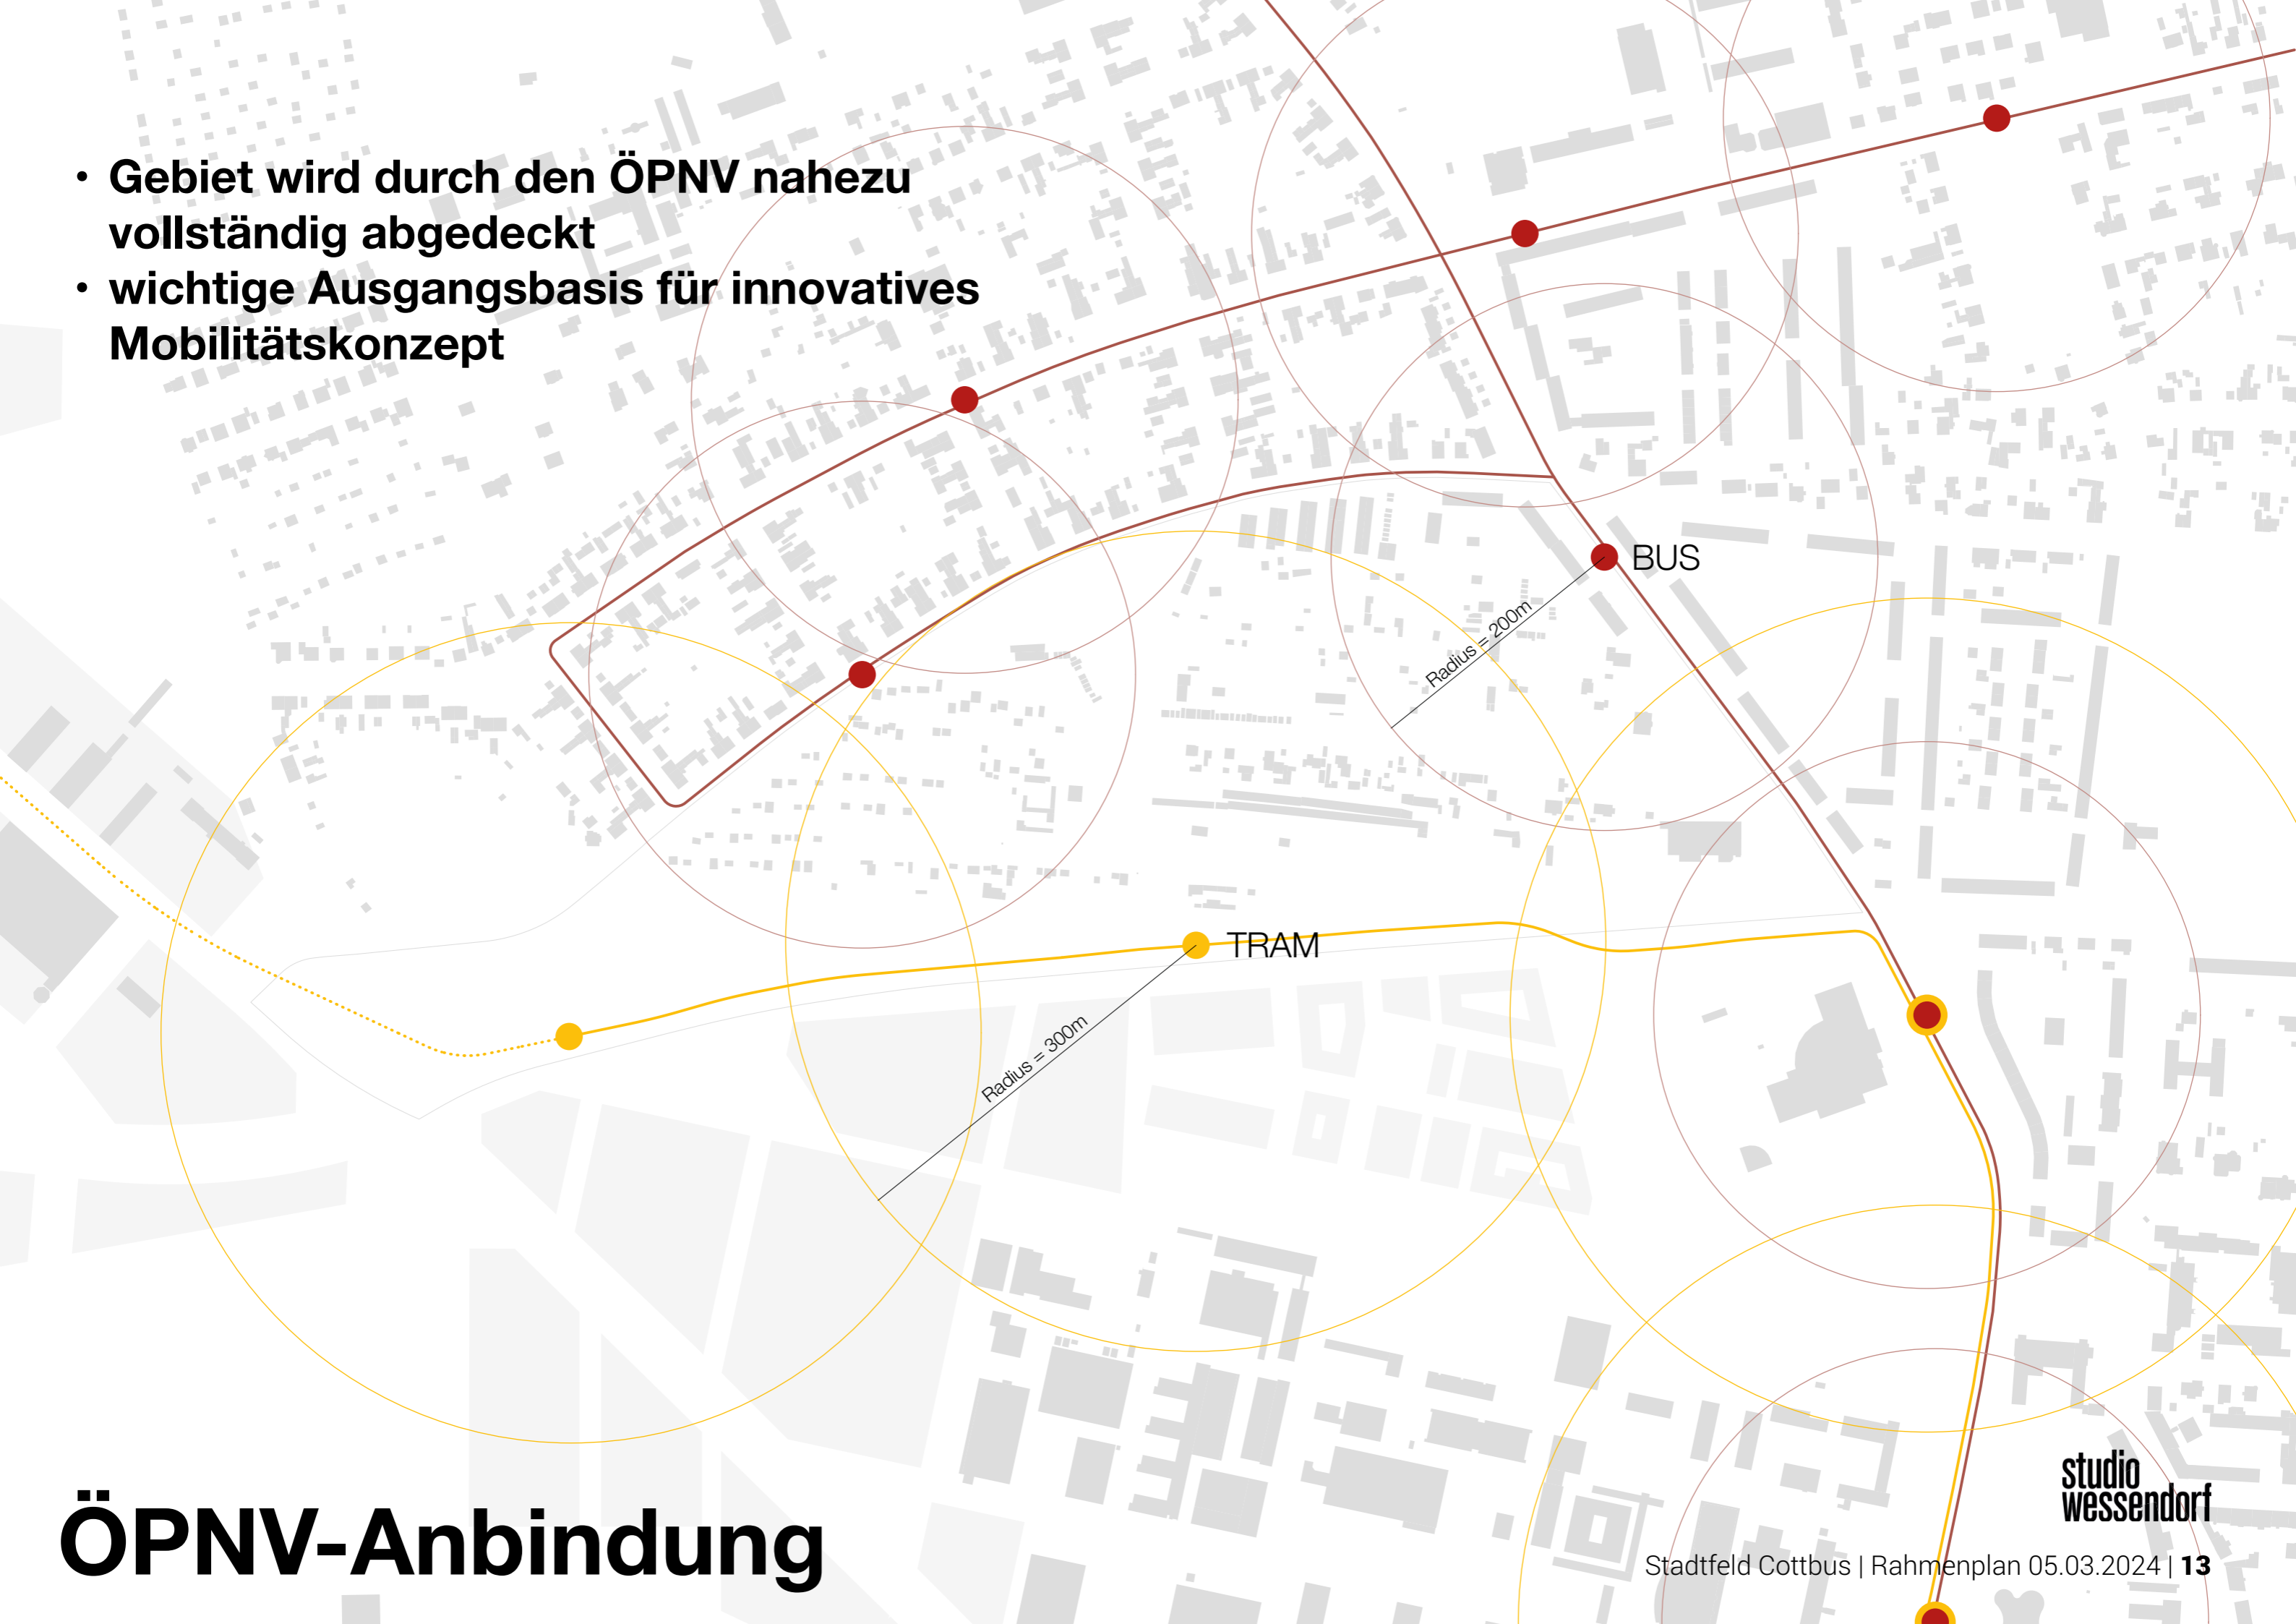 • Gebiet wird durch den ÖPNV nahezu
vollständig abgedeckt
• wichtige Ausgangsbasis für innovatives
Mobilitätskonzept
BUS
Radius = 200m
TRAM
Radius = 300m
ÖPNV-Anbindung
studio
wessendorf
Stadtfeld Cottbus | Rahmenplan 05.03.2024 | 13